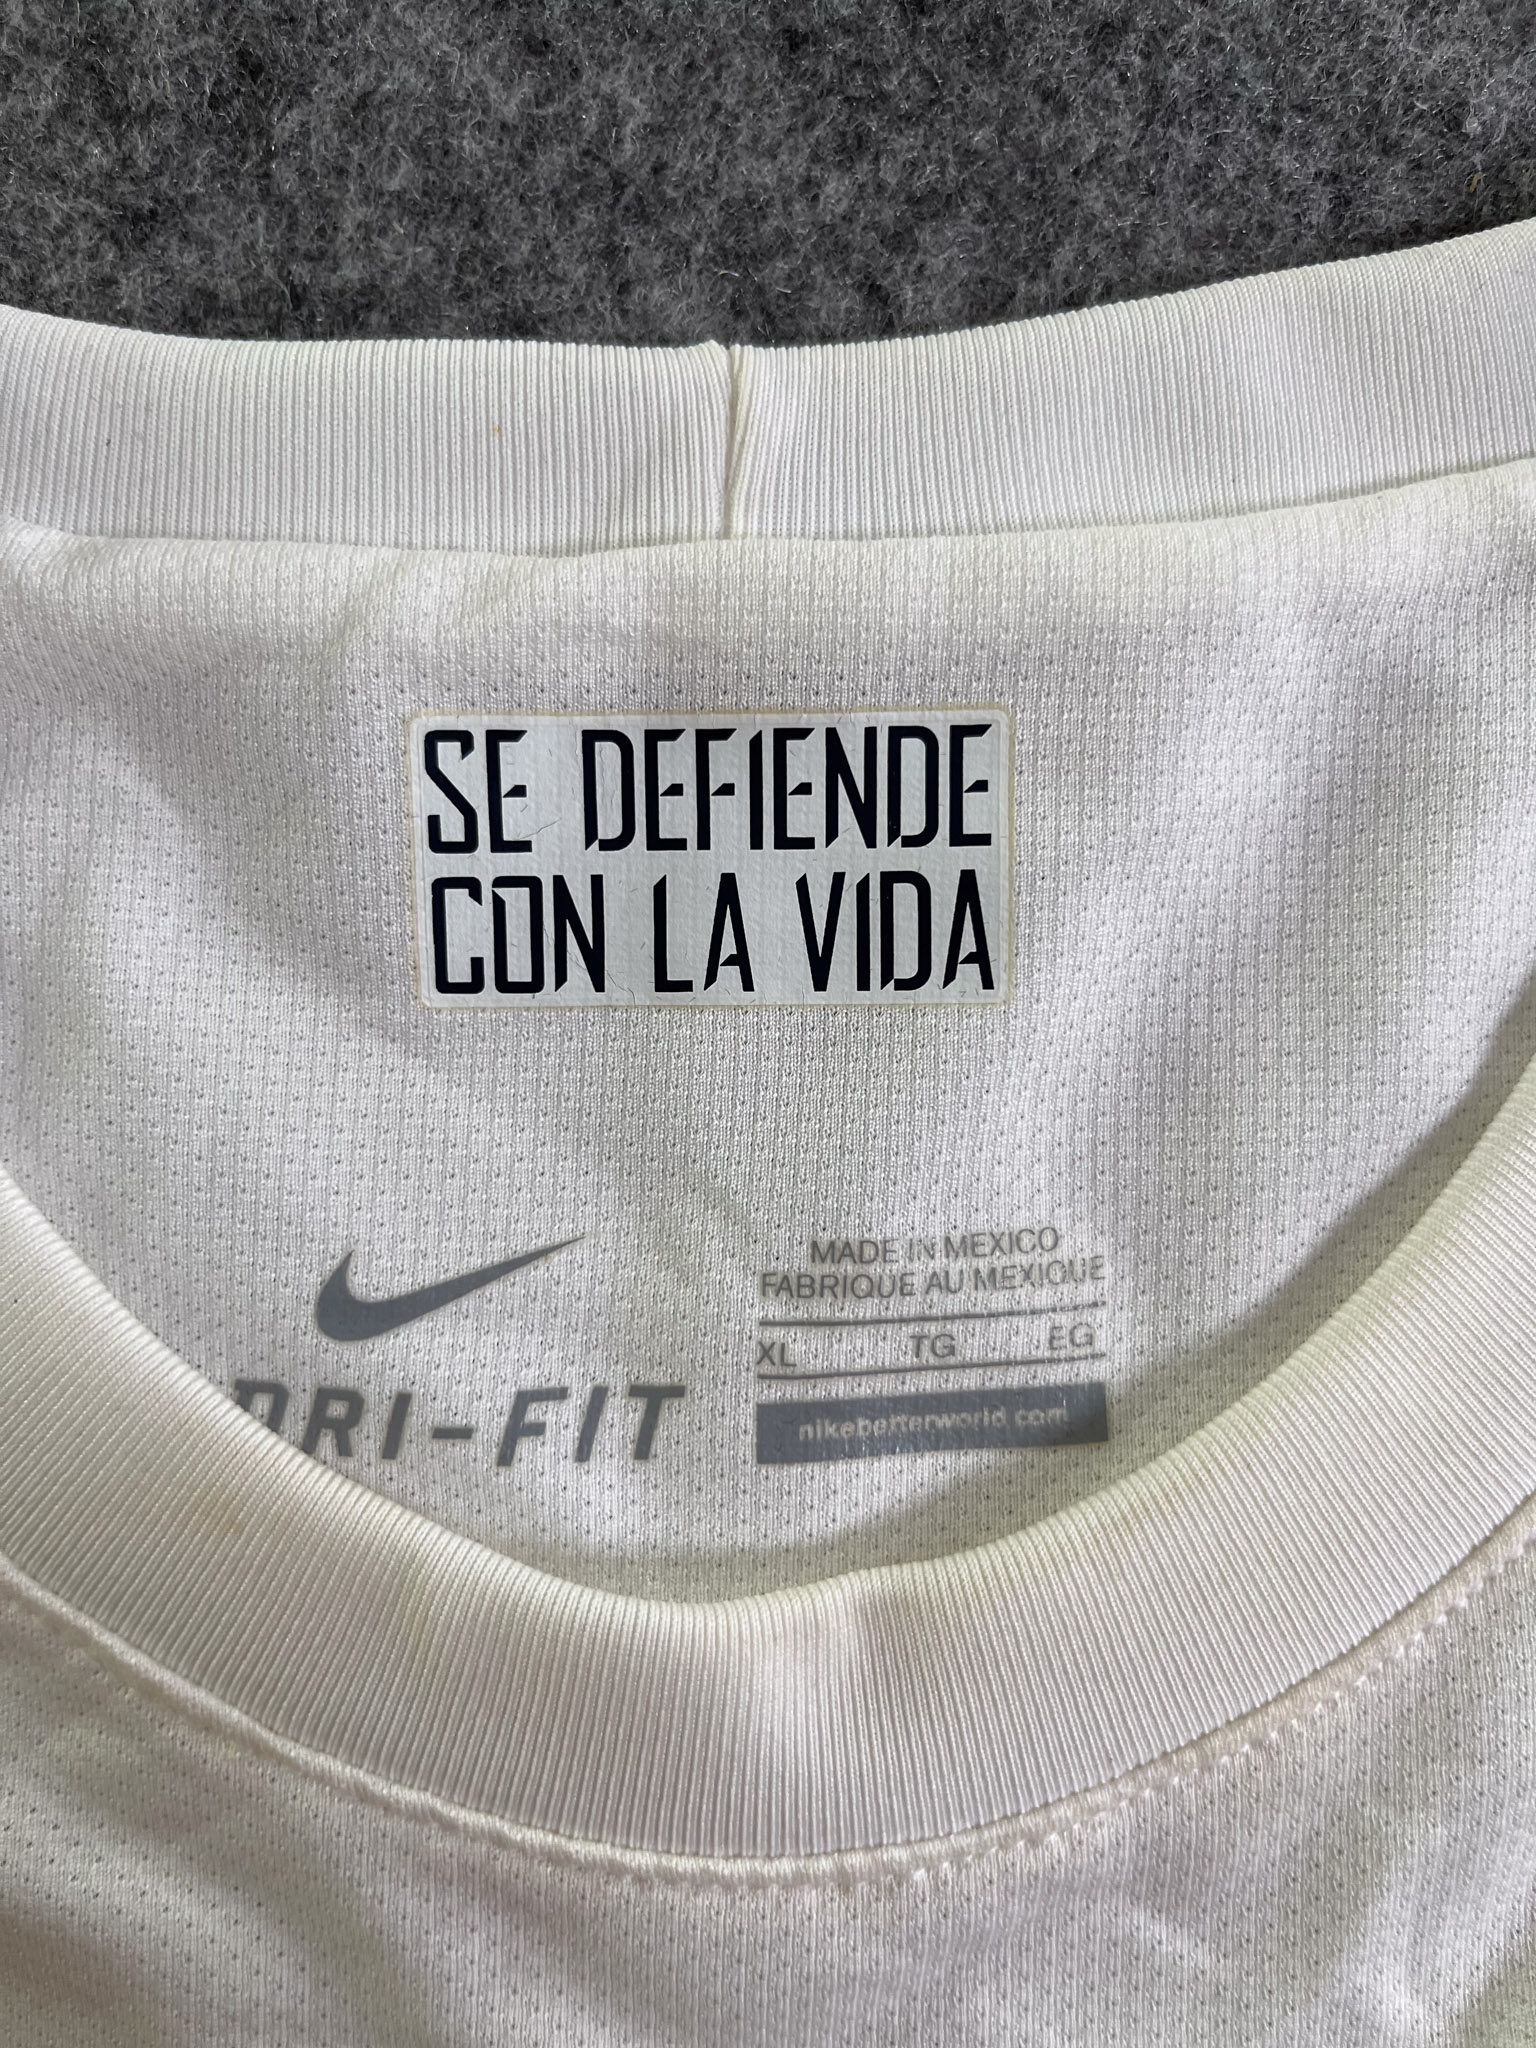 SE DEFIENDE
CON LA VIDA
MADE IN MEXICO
FABRIQUE AU MEXIQUE
XL TG EG
DRI-FIT
nikebetterworld.com